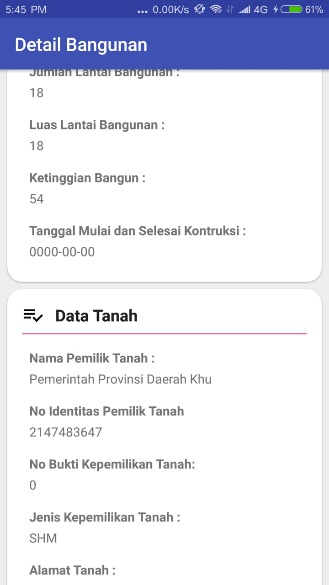 5:45 PM ... 0.00K/s 4G 61%
Detail Bangunan
Jumlah Lantai Bangunan :
18
Luas Lantai Bangunan :
18
Ketinggian Bangun :
54
Tanggal Mulai dan Selesai Kontruksi :
0000-00-00
Data Tanah
Nama Pemilik Tanah :
Pemerintah Provinsi Daerah Khu
No Identitas Pemilik Tanah
2147483647
No Bukti Kepemilikan Tanah:
0
Jenis Kepemilikan Tanah :
SHM
Alamat Tanah :